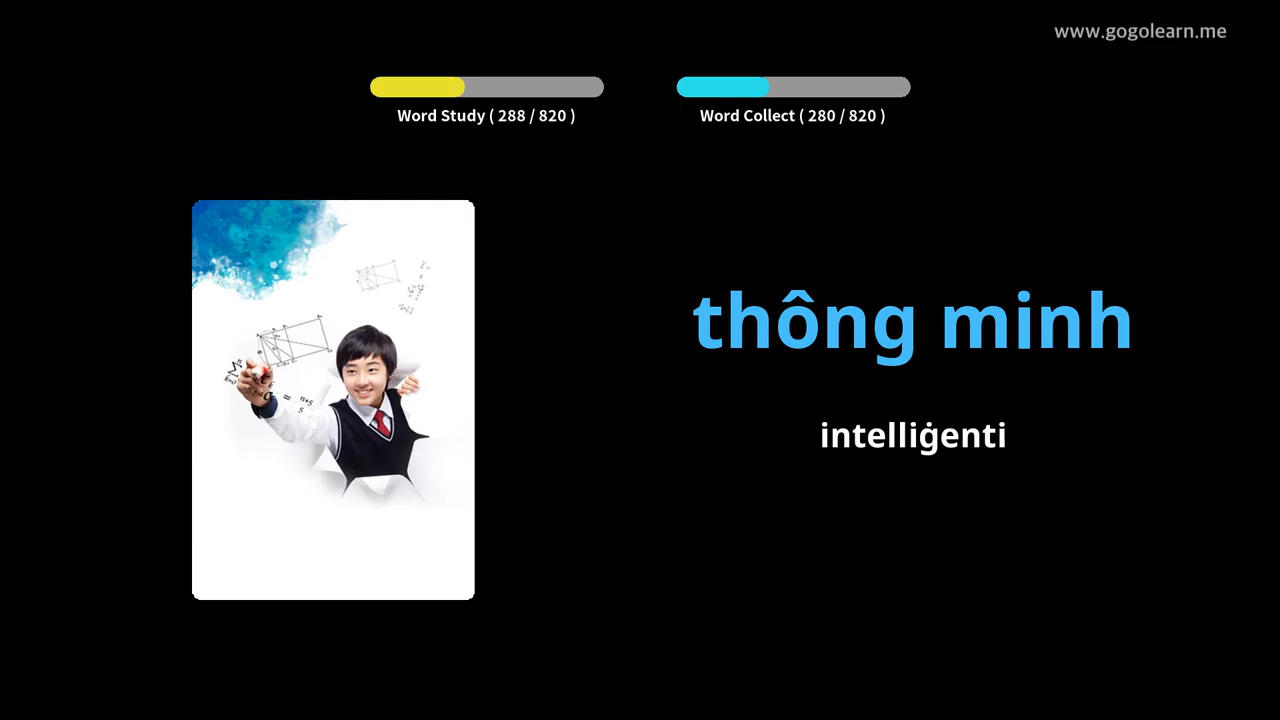 www.gogolearn.me
Word Study ( 288 / 820 )
Word Collect ( 280 / 820 )
thông minh
intelliġenti